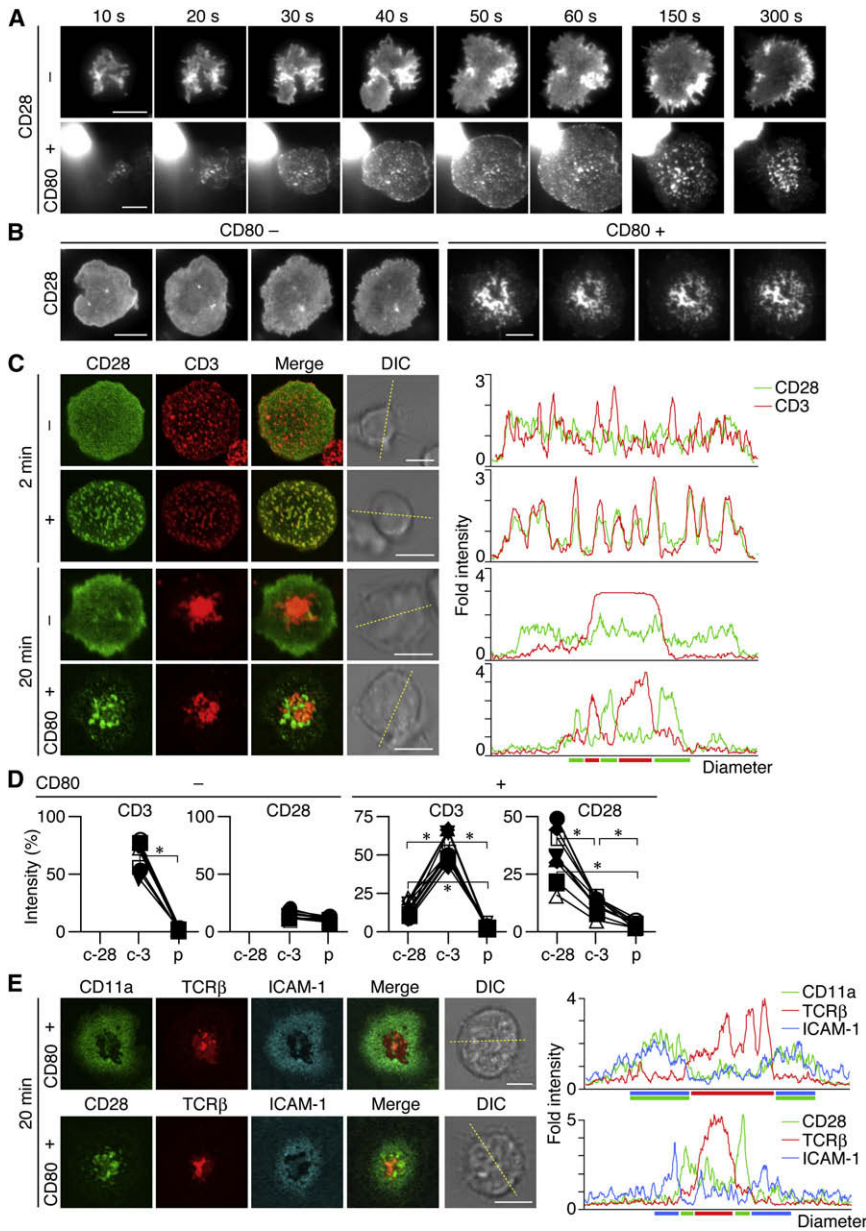 A
10 s 20 s 30 s 40 s 50 s 60 s 150 s 300 s
CD28
−
CD80 +
B
CD80 − CD80 +
CD28
C
CD28 CD3 Merge DIC
2 min
−
+
20 min
−
CD80 +
3
0
3
0
4
2
0
4
2
0
Fold intensity
CD28
CD3
Diameter
D
CD80 − +
CD3 CD28 CD3 CD28
Intensity (%)
100 100 75 50
50 50 50 25
25
0 0 0 0
* * * * * * *
c-28 c-3 p c-28 c-3 p c-28 c-3 p c-28 c-3 p
E
20 min
CD11a TCRβ ICAM-1 Merge DIC
CD80 +
CD28 TCRβ ICAM-1 Merge DIC
CD80 +
Fold intensity
4
2
0
CD11a
TCRβ
ICAM-1
5
0
CD28
TCRβ
ICAM-1
Diameter